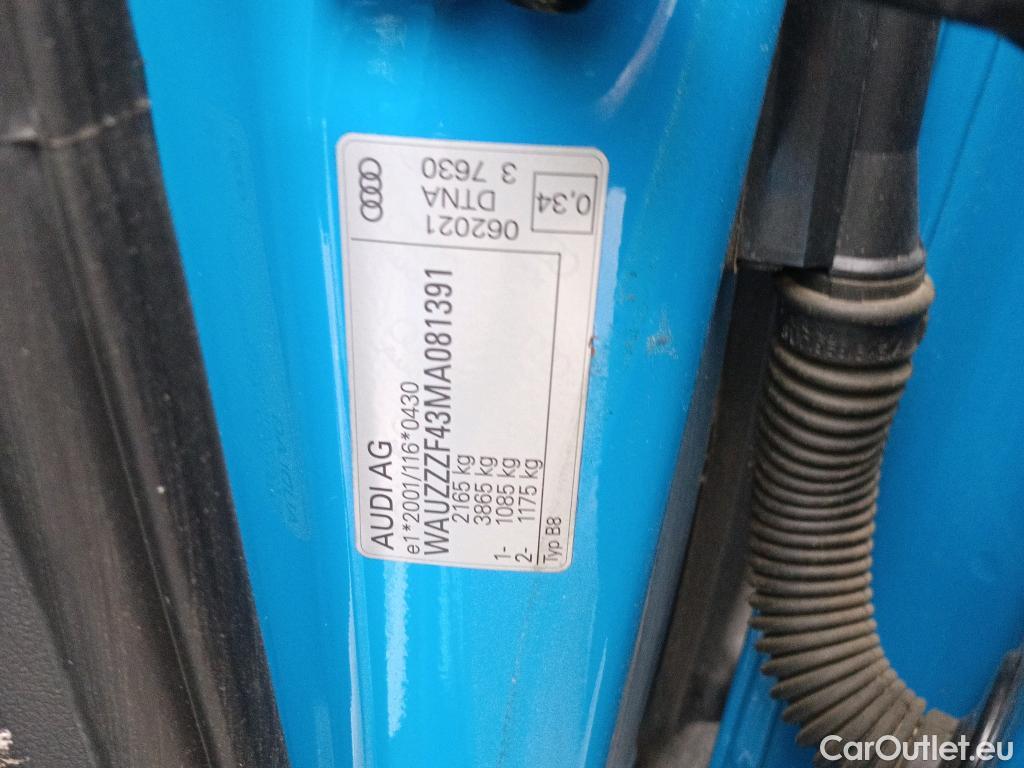 AUDI AG
e1*2001/116*0430
WAUZZZF43MA081391
2165 kg
3865 kg
1- 1085 kg
2- 1175 kg
Typ B8
062021
DTNA
3 7630
0,34
CarOutlet.eu